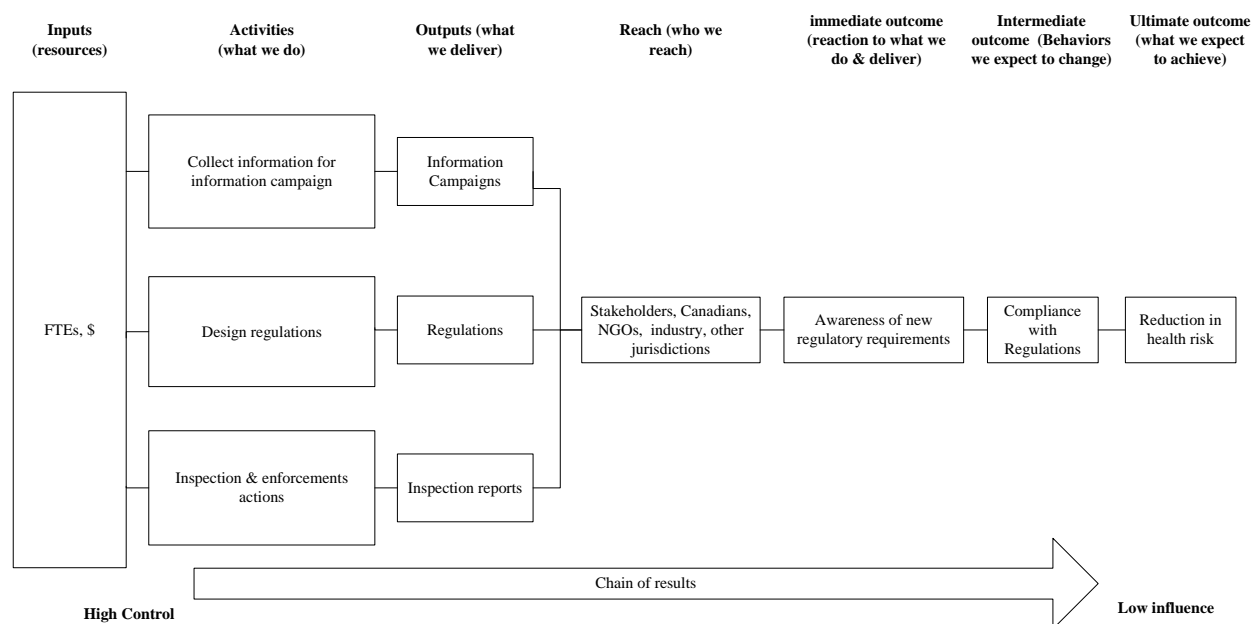 Inputs
(resources)
Activities
(what we do)
Outputs (what
we deliver)
Reach (who we
reach)
immediate outcome
(reaction to what we
do & deliver)
Intermediate
outcome (Behaviors
we expect to change)
Ultimate outcome
(what we expect
to achieve)
FTEs, $
Collect information for
information campaign
Information
Campaigns
Design regulations
Regulations
Stakeholders, Canadians,
NGOs, industry, other
jurisdictions
Awareness of new
regulatory requirements
Compliance
with
Regulations
Reduction in
health risk
Inspection & enforcements
actions
Inspection reports
Chain of results
High Control
Low influence